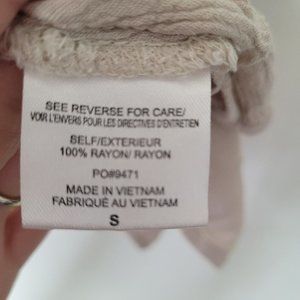 SEE REVERSE FOR CARE/
VOIR L'ENVERS POUR LES DIRECTIVES D'ENTRETIEN
SELF/EXTERIEUR
100% RAYON/ RAYON
PO#9471
MADE IN VIETNAM
FABRIQUÉ AU VIETNAM
S